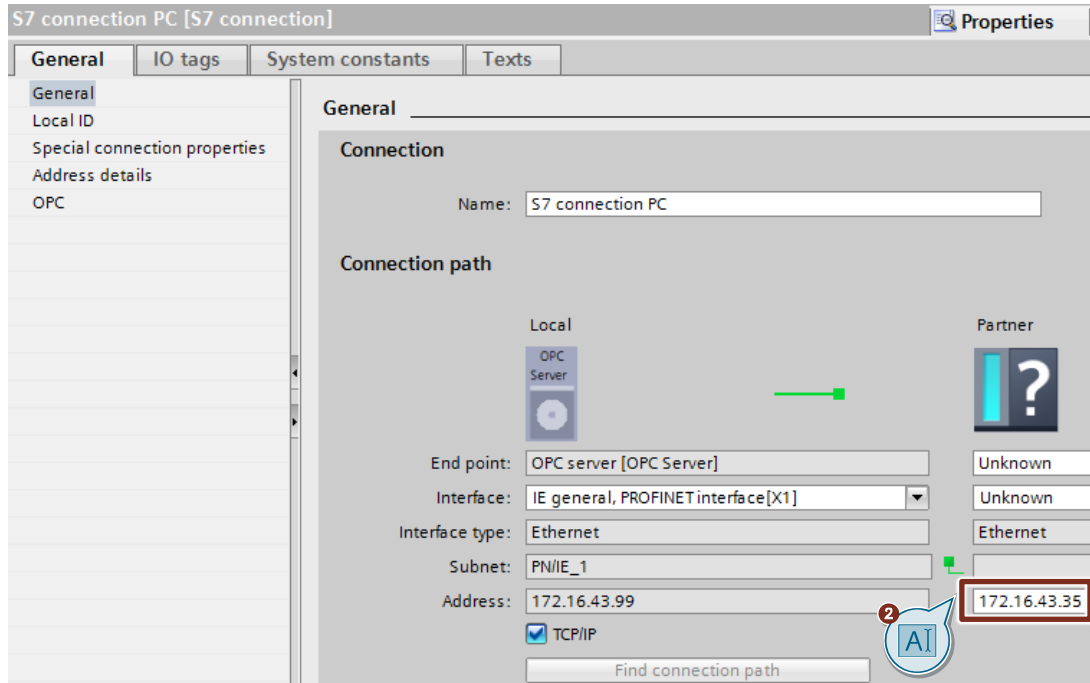 S7 connection PC [S7 connection]
Properties
General IO tags System constants Texts
General
Local ID
Special connection properties
Address details
OPC
General
Connection
Name: S7 connection PC
Connection path
Local Partner
OPC
Server
?
End point: OPC server [OPC Server] Unknown
Interface: IE general, PROFINET interface[X1] Unknown
Interface type: Ethernet Ethernet
Subnet: PN/IE_1
Address: 172.16.43.99 172.16.43.35
2
A
TCP/IP
Find connection path